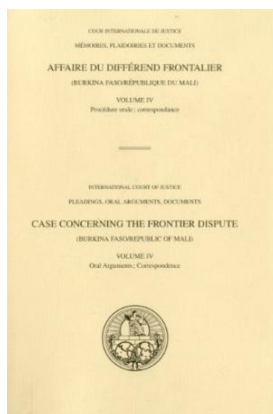 COUR INTERNATIONALE DE JUSTICE
MÉMOIRES, PLAIDOIRIES ET DOCUMENTS
AFFAIRE DU DIFFÉREND FRONTALIER
(BURKINA FASO/RÉPUBLIQUE DU MALI)
VOLUME IV
Procédure orale; correspondance
INTERNATIONAL COURT OF JUSTICE
PLEADINGS, ORAL ARGUMENTS, DOCUMENTS
CASE CONCERNING THE FRONTIER DISPUTE
(BURKINA FASO/REPUBLIC OF MALI)
VOLUME IV
Oral Arguments; Correspondence